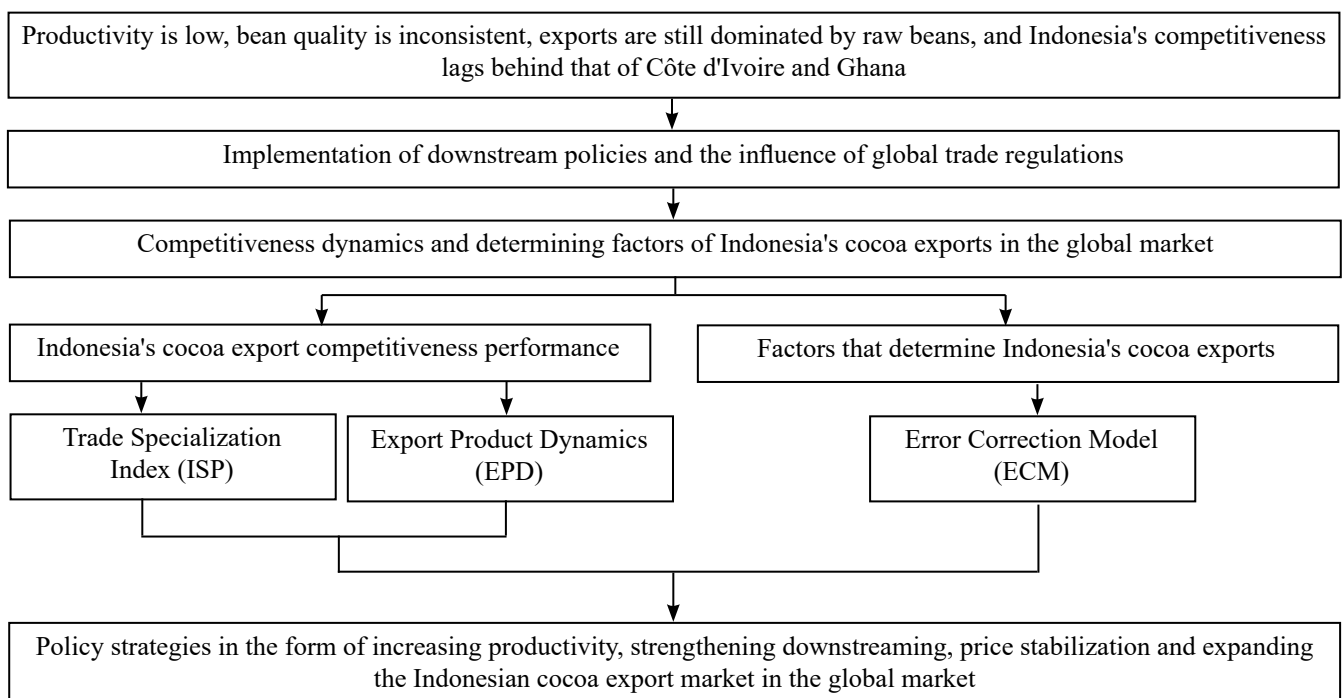 Productivity is low, bean quality is inconsistent, exports are still dominated by raw beans, and Indonesia's competitiveness
lags behind that of Côte d'Ivoire and Ghana
Implementation of downstream policies and the influence of global trade regulations
Competitiveness dynamics and determining factors of Indonesia's cocoa exports in the global market
Indonesia's cocoa export competitiveness performance
Factors that determine Indonesia's cocoa exports
Trade Specialization
Index (ISP)
Export Product Dynamics
(EPD)
Error Correction Model
(ECM)
Policy strategies in the form of increasing productivity, strengthening downstreaming, price stabilization and expanding
the Indonesian cocoa export market in the global market